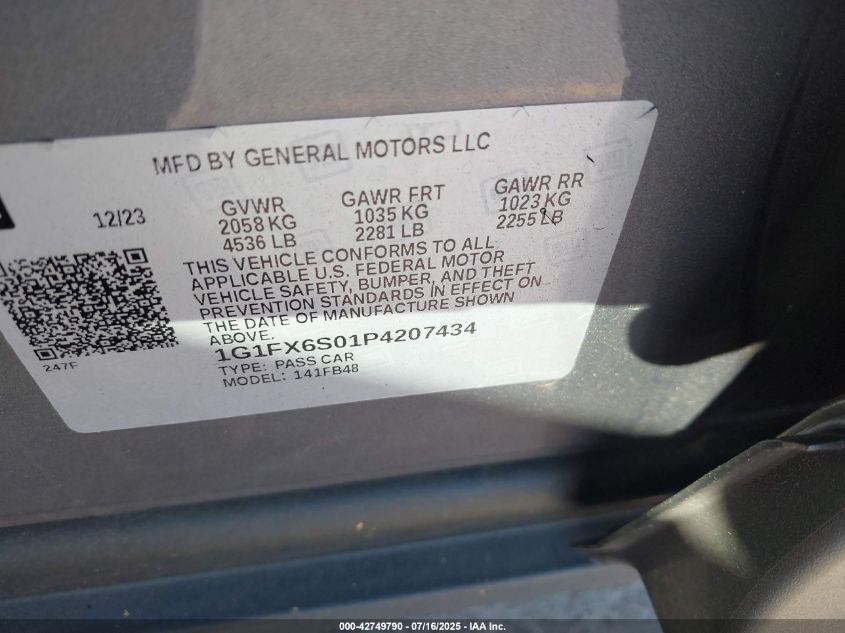 MFD BY GENERAL MOTORS LLC
12/23
GVWR
2058 KG
4536 LB
GAWR FRT
1035 KG
2281 LB
GAWR RR
1023 KG
2255 LB
THIS VEHICLE CONFORMS TO ALL
APPLICABLE U.S. FEDERAL MOTOR
VEHICLE SAFETY, BUMPER, AND THEFT
PREVENTION STANDARDS IN EFFECT ON
THE DATE OF MANUFACTURE SHOWN
ABOVE.
1G1FX6S01P4207434
TYPE: PASS CAR
MODEL: 141FB48
247F
000-42749790 - 07/16/2025 - IAA Inc.